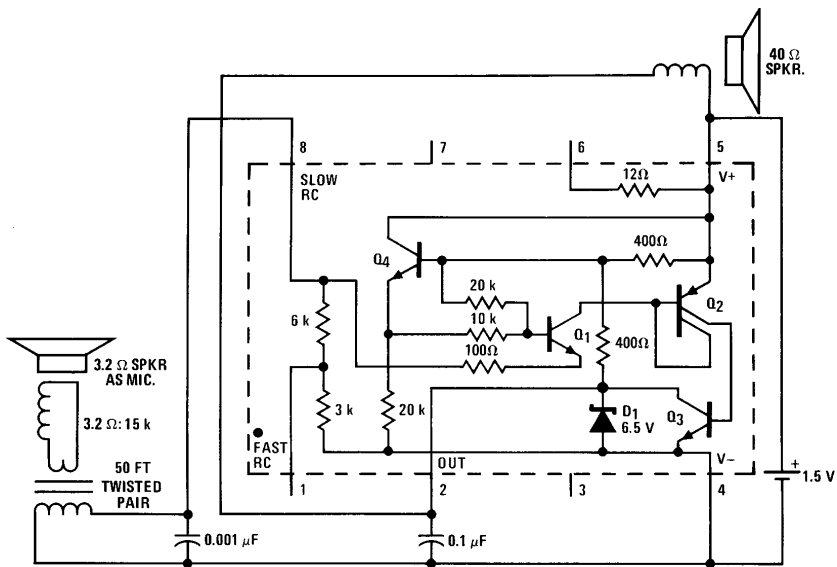 40 Ω
SPKR.
8
7
6
5
SLOW
RC
12Ω
V+
Q4
400Ω
20 k
Q2
6 k
10 k
Q1
100Ω
400Ω
3.2 Ω SPKR
AS MIC.
3 k
20 k
D1
6.5 V
Q3
3.2 Ω: 15 k
FAST
RC
OUT
V−
50 FT
TWISTED
PAIR
1
2
3
4
+
1.5 V
0.001 μF
0.1 μF